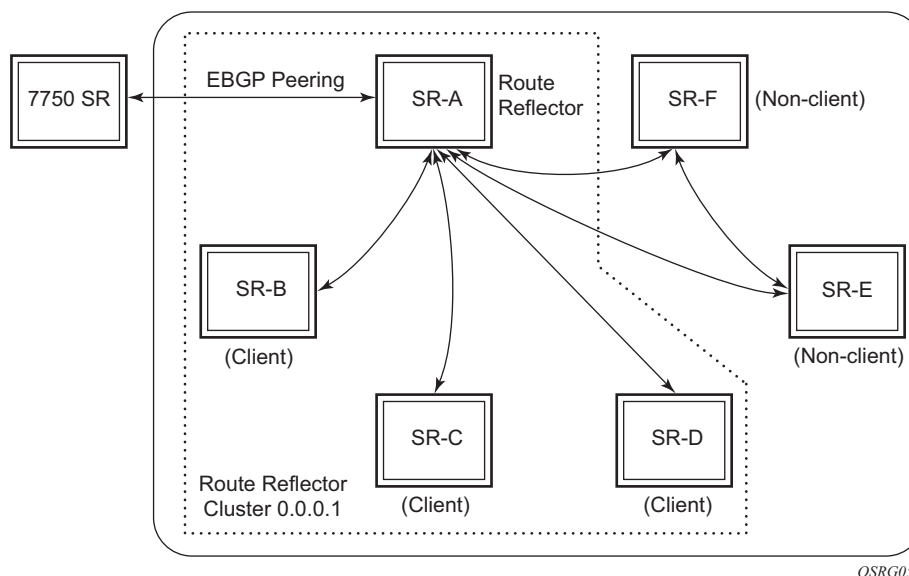 7750 SR
EBGP Peering
SR-A
Route
Reflector
SR-F
(Non-client)
SR-B
(Client)
SR-E
(Non-client)
SR-C
(Client)
SR-D
(Client)
Route Reflector
Cluster 0.0.0.1